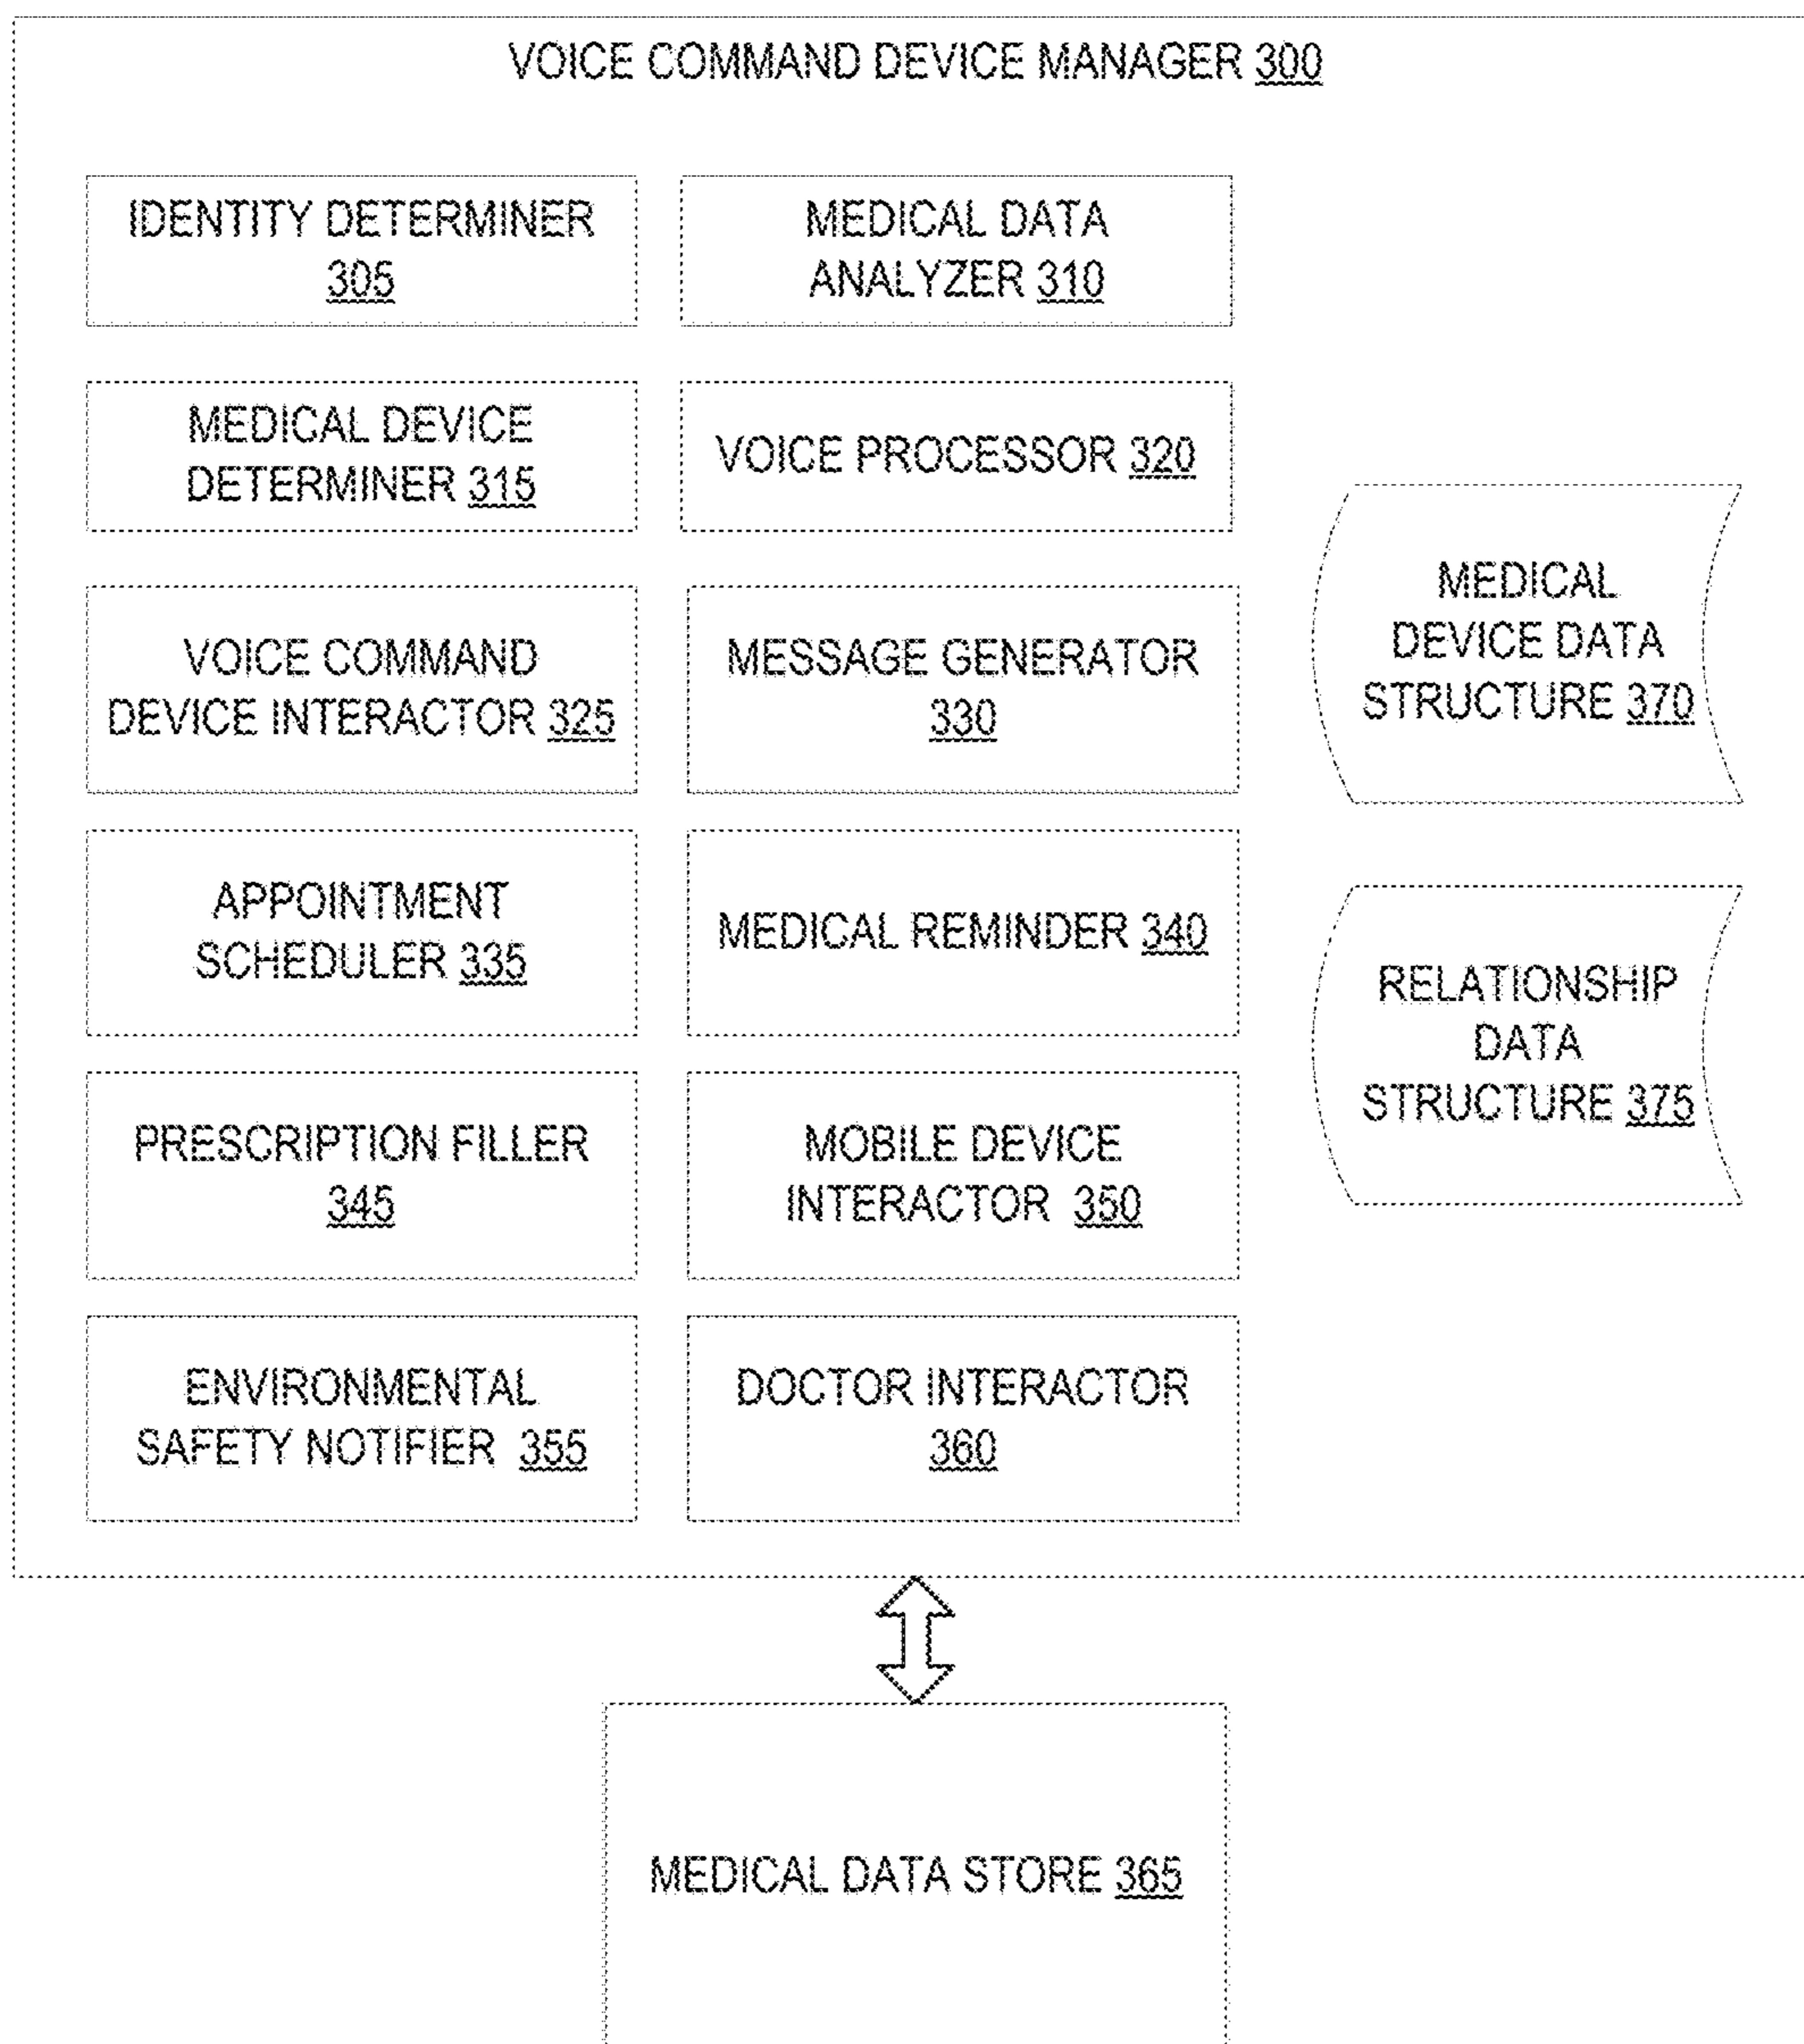 VOICE COMMAND DEVICE MANAGER 300
IDENTITY DETERMINER
305
MEDICAL DATA
ANALYZER 310
MEDICAL DEVICE
DETERMINER 315
VOICE PROCESSOR 320
VOICE COMMAND
DEVICE INTERACTOR 325
MESSAGE GENERATOR
330
MEDICAL
DEVICE DATA
STRUCTURE 370
APPOINTMENT
SCHEDULER 335
MEDICAL REMINDER 340
RELATIONSHIP
DATA
STRUCTURE 375
PRESCRIPTION FILLER
345
MOBILE DEVICE
INTERACTOR 350
ENVIRONMENTAL
SAFETY NOTIFIER 355
DOCTOR INTERACTOR
360
MEDICAL DATA STORE 365